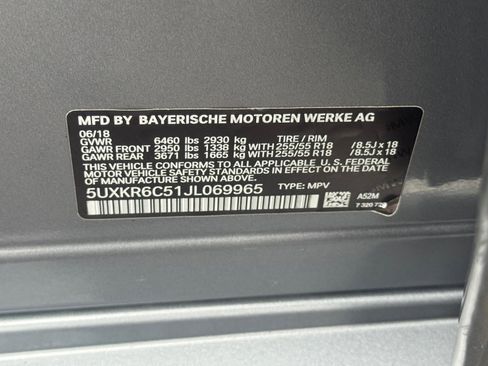 MFD BY BAYERISCHE MOTOREN WERKE AG
06/18
GVWR 6460 lbs 2930 kg TIRE / RIM
GAWR FRONT 2950 lbs 1338 kg WITH 255/55 R18 /8.5J x 18
GAWR REAR 3671 lbs 1665 kg WITH 255/55 R18 /8.5J x 18
THIS VEHICLE CONFORMS TO ALL APPLICABLE U. S. FEDERAL
MOTOR VEHICLE SAFETY STANDARDS IN EFFECT ON THE DATE
OF MANUFACTURE SHOWN ABOVE.
5UXKR6C51JL069965 TYPE: MPV
A52M
7 320